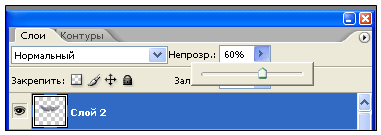 Слои Контуры
Нормальный Непрозр.: 60%
Закрепить: Зал
Слой 2